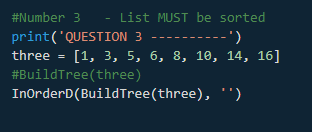 #Number 3   - List MUST be sorted
print('QUESTION 3 ----------')
three = [1, 3, 5, 6, 8, 10, 14, 16]
#BuildTree(three)
InOrderD(BuildTree(three), '')